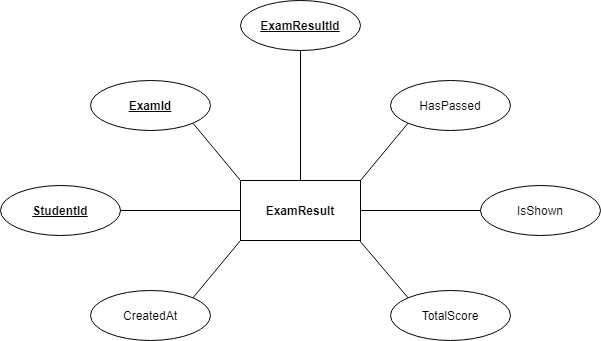 ExamResultId
ExamId
HasPassed
StudentId
ExamResult
IsShown
CreatedAt
TotalScore